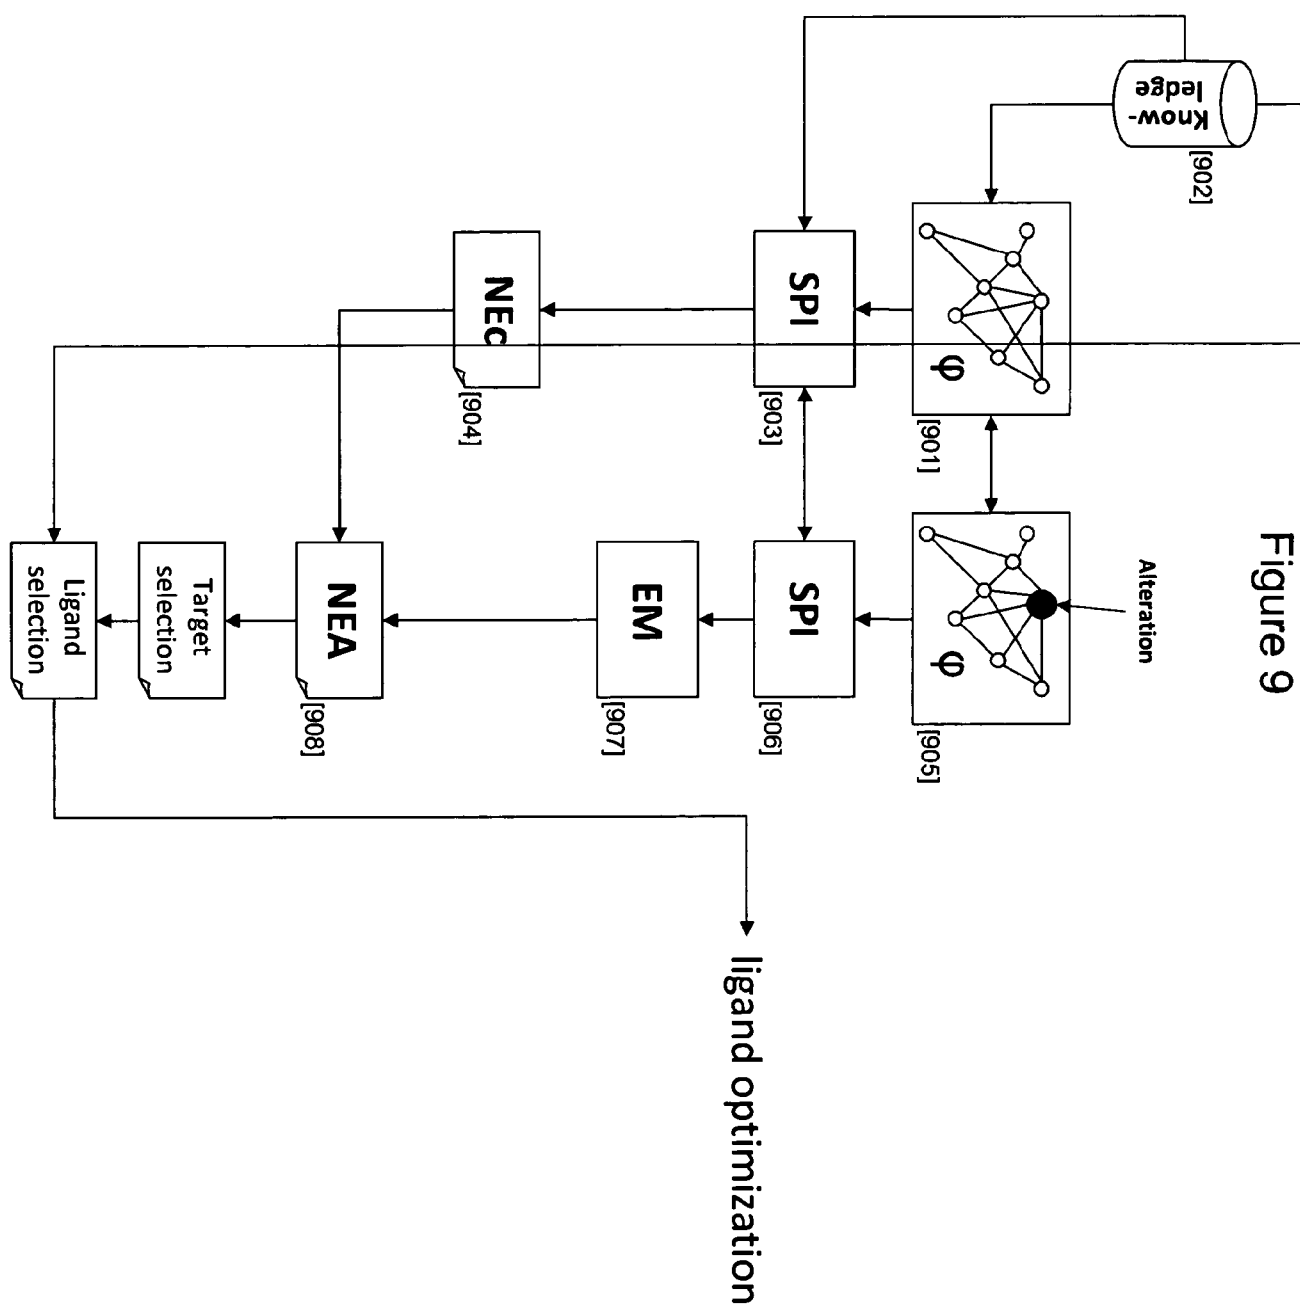 Figure 9
Know-
ledge
[902]
φ
[901]
SPI
[903]
NEC
[904]
Alteration
φ
[905]
SPI
[906]
EM
[907]
NEA
[908]
Target
selection
Ligand
selection
ligand optimization